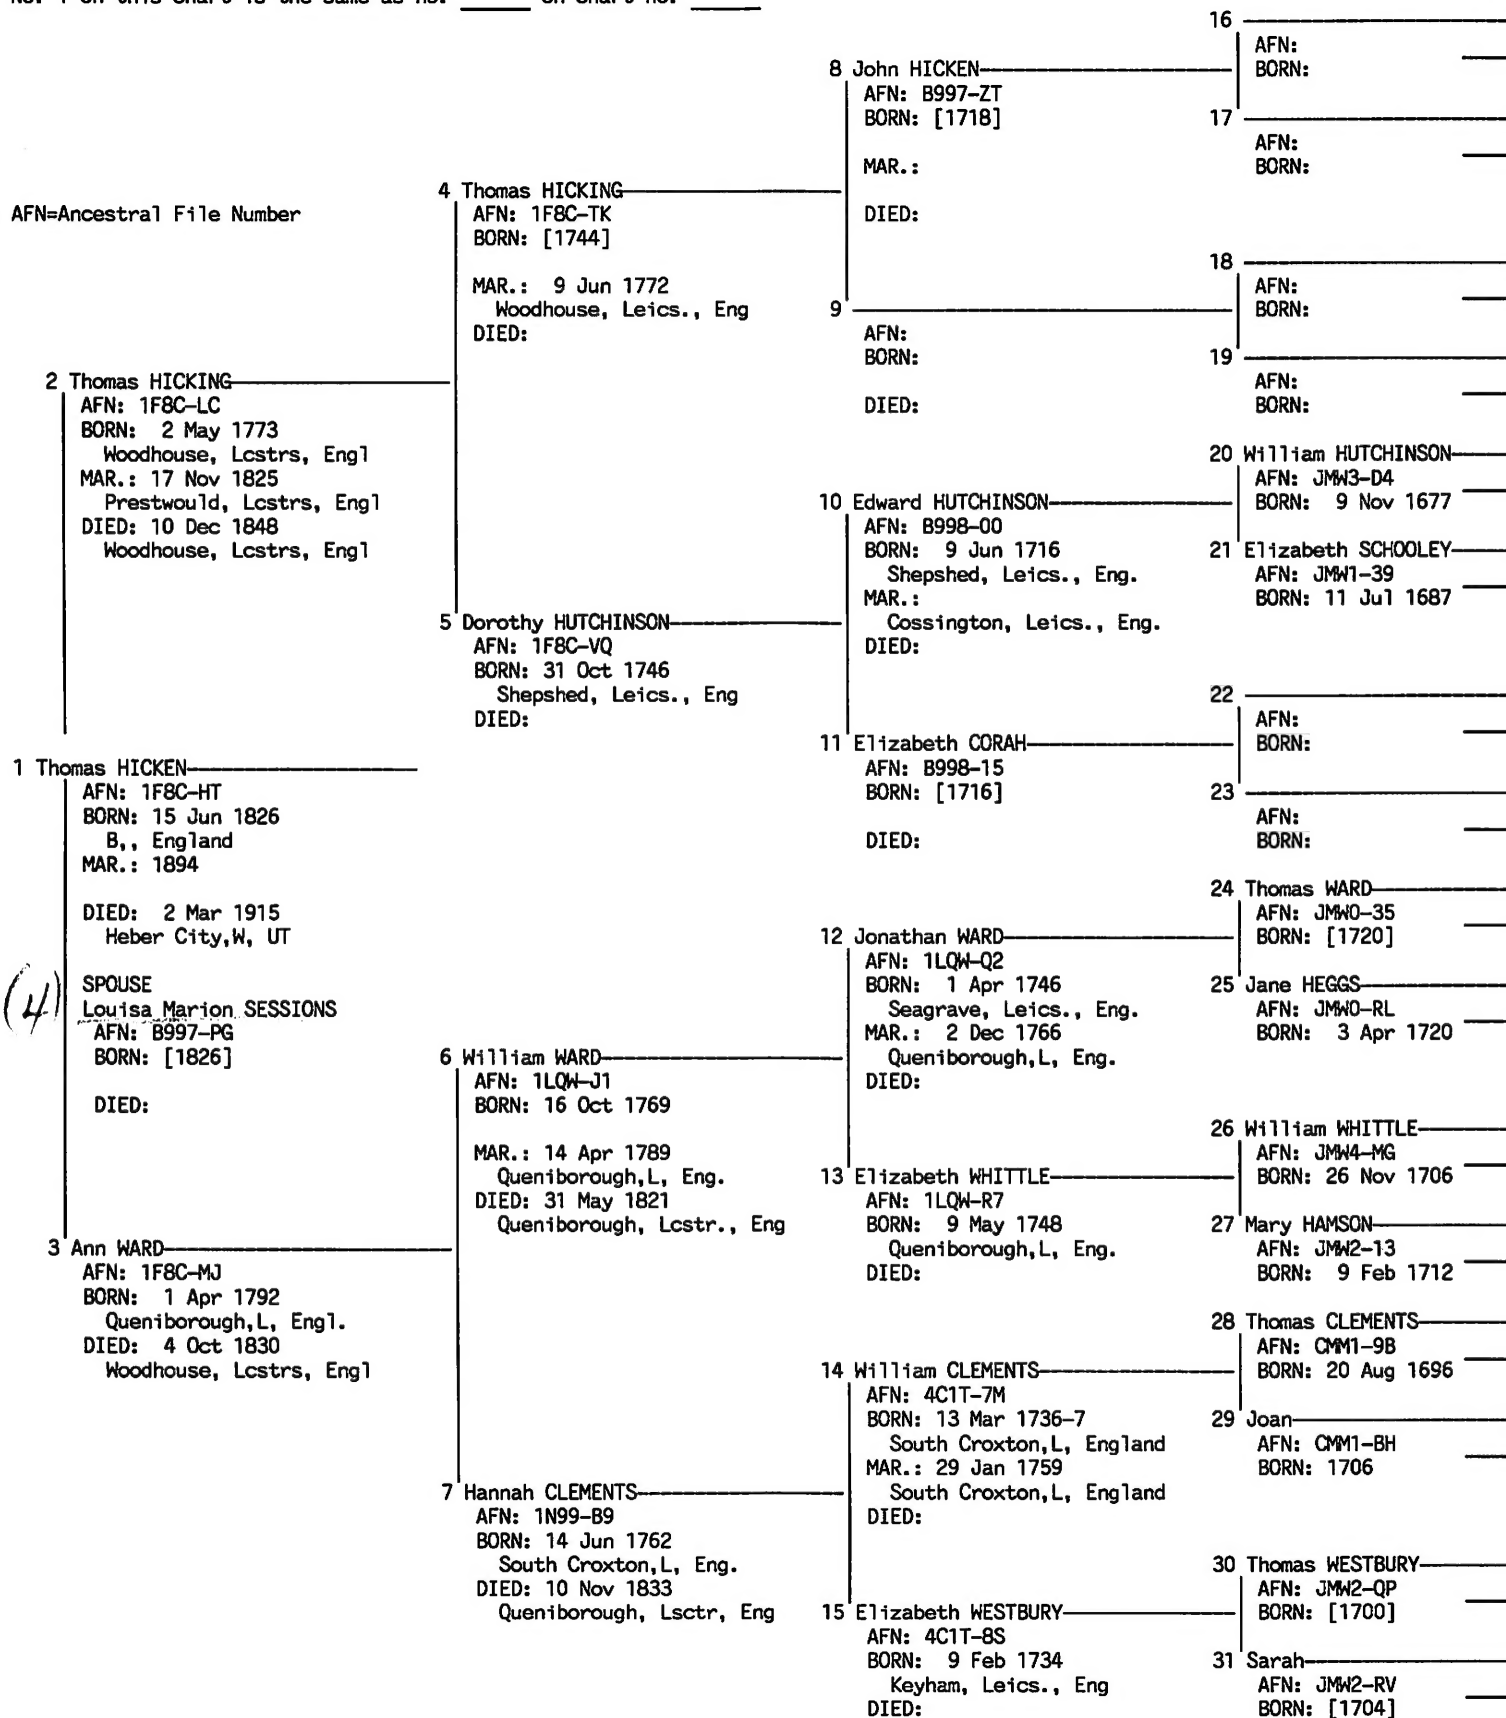 No. 1 on this chart is the same as no. _____ on chart no. _____
AFN=Ancestral File Number
1 Thomas HICKEN
AFN: 1F8C-HT
BORN: 15 Jun 1826
B,, England
MAR.: 1894
DIED: 2 Mar 1915
Heber City,W, UT
(4)
SPOUSE
Louisa Marion SESSIONS
AFN: B997-PG
BORN: [1826]
DIED:
2 Thomas HICKING
AFN: 1F8C-LC
BORN: 2 May 1773
Woodhouse, Lcstrs, Engl
MAR.: 17 Nov 1825
Prestwould, Lcstrs, Engl
DIED: 10 Dec 1848
Woodhouse, Lcstrs, Engl
3 Ann WARD
AFN: 1F8C-MJ
BORN: 1 Apr 1792
Queniborough,L, Engl.
DIED: 4 Oct 1830
Woodhouse, Lcstrs, Engl
4 Thomas HICKING
AFN: 1F8C-TK
BORN: [1744]
MAR.: 9 Jun 1772
Woodhouse, Leics., Eng
DIED:
5 Dorothy HUTCHINSON
AFN: 1F8C-VQ
BORN: 31 Oct 1746
Shepshed, Leics., Eng
DIED:
6 William WARD
AFN: 1LQW-J1
BORN: 16 Oct 1769
MAR.: 14 Apr 1789
Queniborough,L, Eng.
DIED: 31 May 1821
Queniborough, Lcstr., Eng
7 Hannah CLEMENTS
AFN: 1N99-B9
BORN: 14 Jun 1762
South Croxton,L, Eng.
DIED: 10 Nov 1833
Queniborough, Lsctr, Eng
8 John HICKEN
AFN: B997-ZT
BORN: [1718]
MAR.:
DIED:
9
AFN:
BORN:
DIED:
10 Edward HUTCHINSON
AFN: B998-00
BORN: 9 Jun 1716
Shepshed, Leics., Eng.
MAR.:
Cossington, Leics., Eng.
DIED:
11 Elizabeth CORAH
AFN: B998-15
BORN: [1716]
DIED:
12 Jonathan WARD
AFN: 1LQW-Q2
BORN: 1 Apr 1746
Seagrave, Leics., Eng.
MAR.: 2 Dec 1766
Queniborough,L, Eng.
DIED:
13 Elizabeth WHITTLE
AFN: 1LQW-R7
BORN: 9 May 1748
Queniborough,L, Eng.
DIED:
14 William CLEMENTS
AFN: 4C1T-7M
BORN: 13 Mar 1736-7
South Croxton,L, England
MAR.: 29 Jan 1759
South Croxton,L, England
DIED:
15 Elizabeth WESTBURY
AFN: 4C1T-8S
BORN: 9 Feb 1734
Keyham, Leics., Eng
DIED:
16
AFN:
BORN:
17
AFN:
BORN:
18
AFN:
BORN:
19
AFN:
BORN:
20 William HUTCHINSON
AFN: JMW3-D4
BORN: 9 Nov 1677
21 Elizabeth SCHOOLEY
AFN: JMW1-39
BORN: 11 Jul 1687
22
AFN:
BORN:
23
AFN:
BORN:
24 Thomas WARD
AFN: JMW0-35
BORN: [1720]
25 Jane HEGGS
AFN: JMW0-RL
BORN: 3 Apr 1720
26 William WHITTLE
AFN: JMW4-MG
BORN: 26 Nov 1706
27 Mary HAMSON
AFN: JMW2-13
BORN: 9 Feb 1712
28 Thomas CLEMENTS
AFN: CMM1-9B
BORN: 20 Aug 1696
29 Joan
AFN: CMM1-BH
BORN: 1706
30 Thomas WESTBURY
AFN: JMW2-QP
BORN: [1700]
31 Sarah
AFN: JMW2-RV
BORN: [1704]